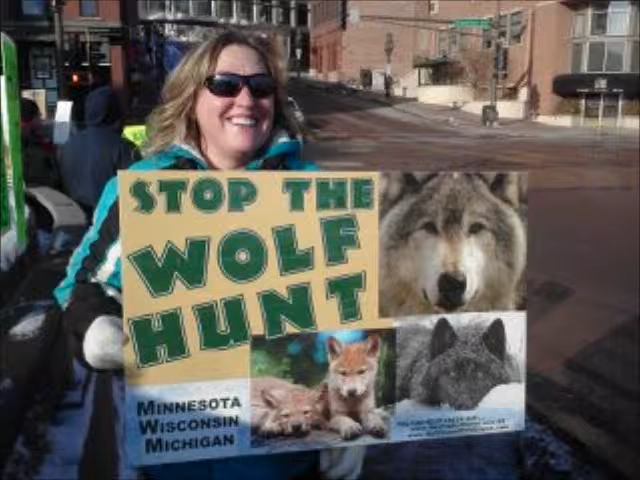 STOP THE
WOLF
HUNT
MINNESOTA
WISCONSIN
MICHIGAN